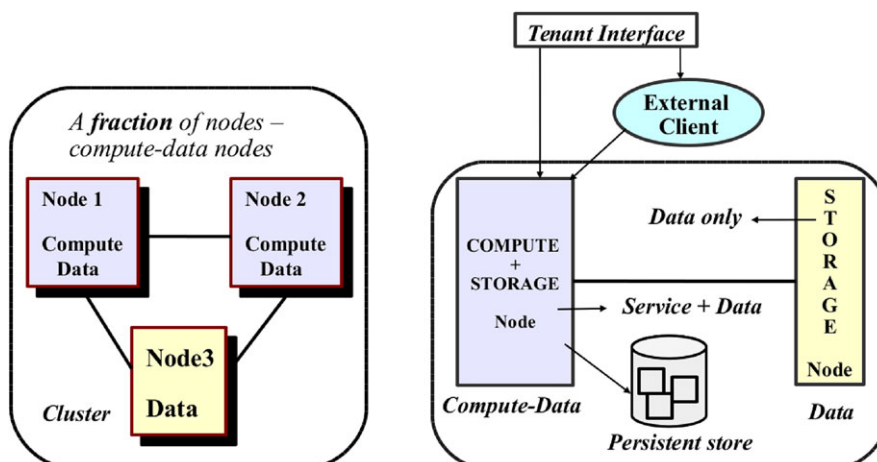 A fraction of nodes –
compute-data nodes
Node 1
Compute
Data
Node 2
Compute
Data
Node3
Data
Cluster
Tenant Interface
External
Client
COMPUTE
+
STORAGE
Node
Compute-Data
Data only
Service + Data
Persistent store
STORAGE
Node
Data